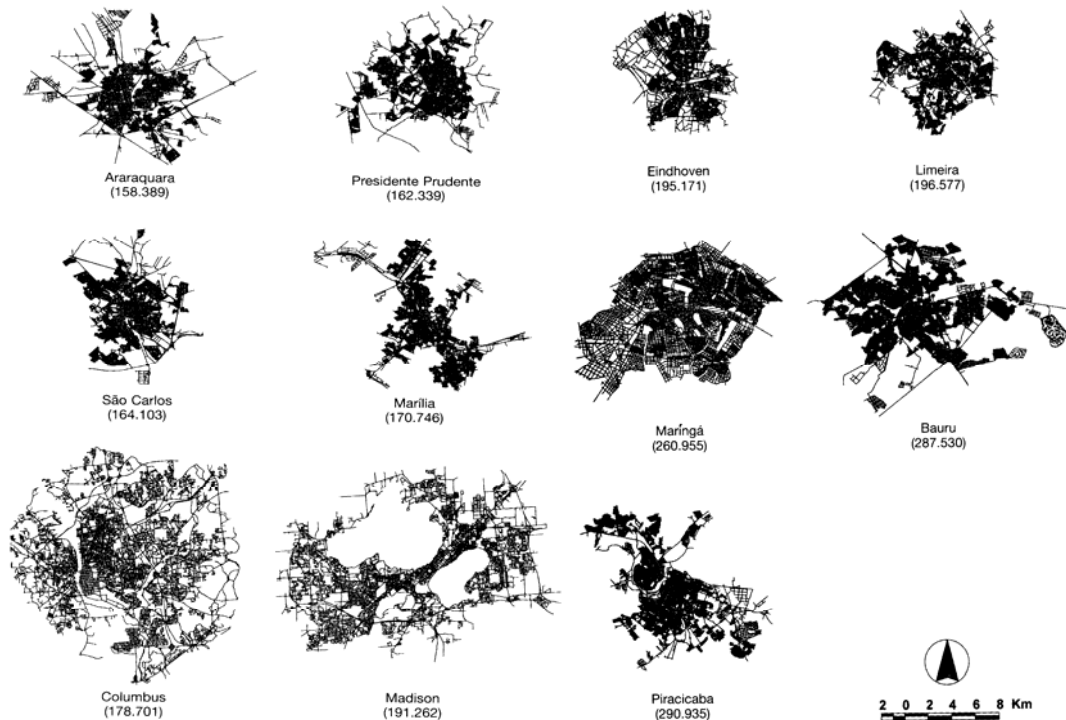 Araraquara
(158.389)
Presidente Prudente
(162.339)
Eindhoven
(195.171)
Limeira
(196.577)
São Carlos
(164.103)
Marília
(170.746)
Maríngá
(260.955)
Bauru
(287.530)
Columbus
(178.701)
Madison
(191.262)
Piracicaba
(290.935)
2 0 2 4 6 8 Km